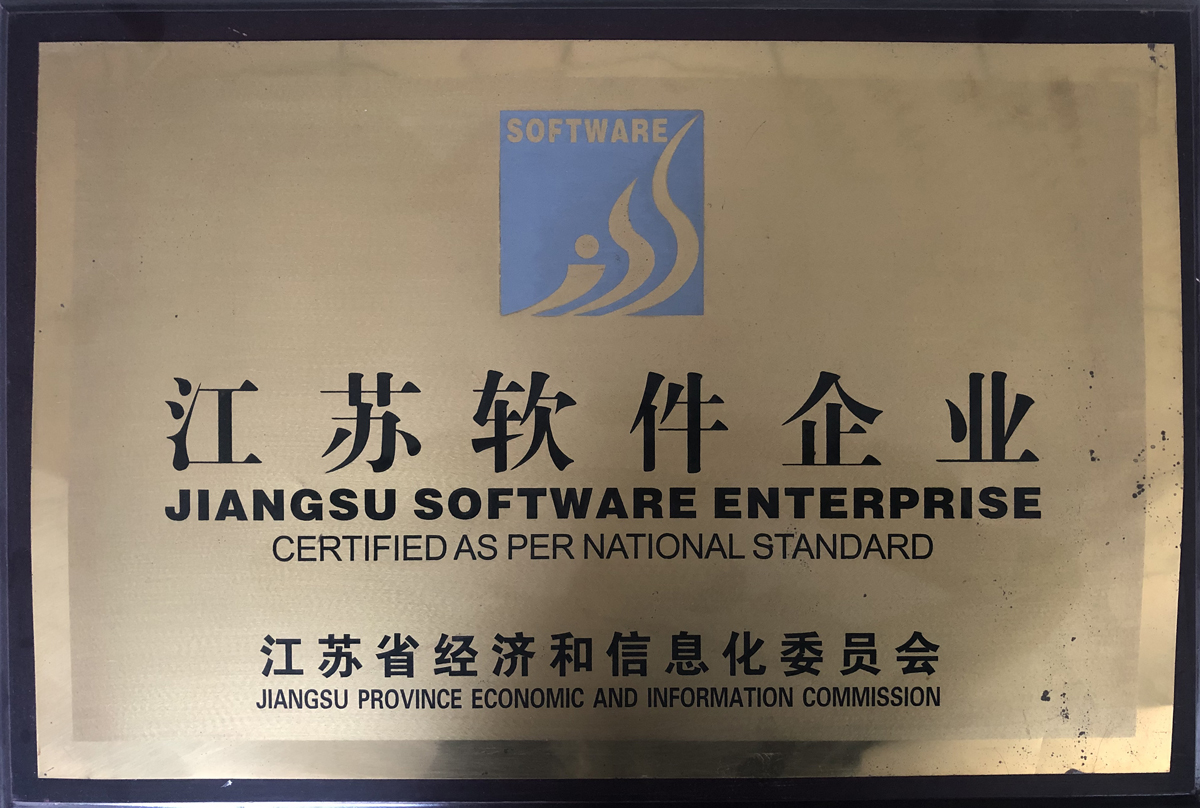 SOFTWARE
江苏软件企业
JIANGSU SOFTWARE ENTERPRISE
CERTIFIED AS PER NATIONAL STANDARD
江苏省经济和信息化委员会
JIANGSU PROVINCE ECONOMIC AND INFORMATION COMMISSION